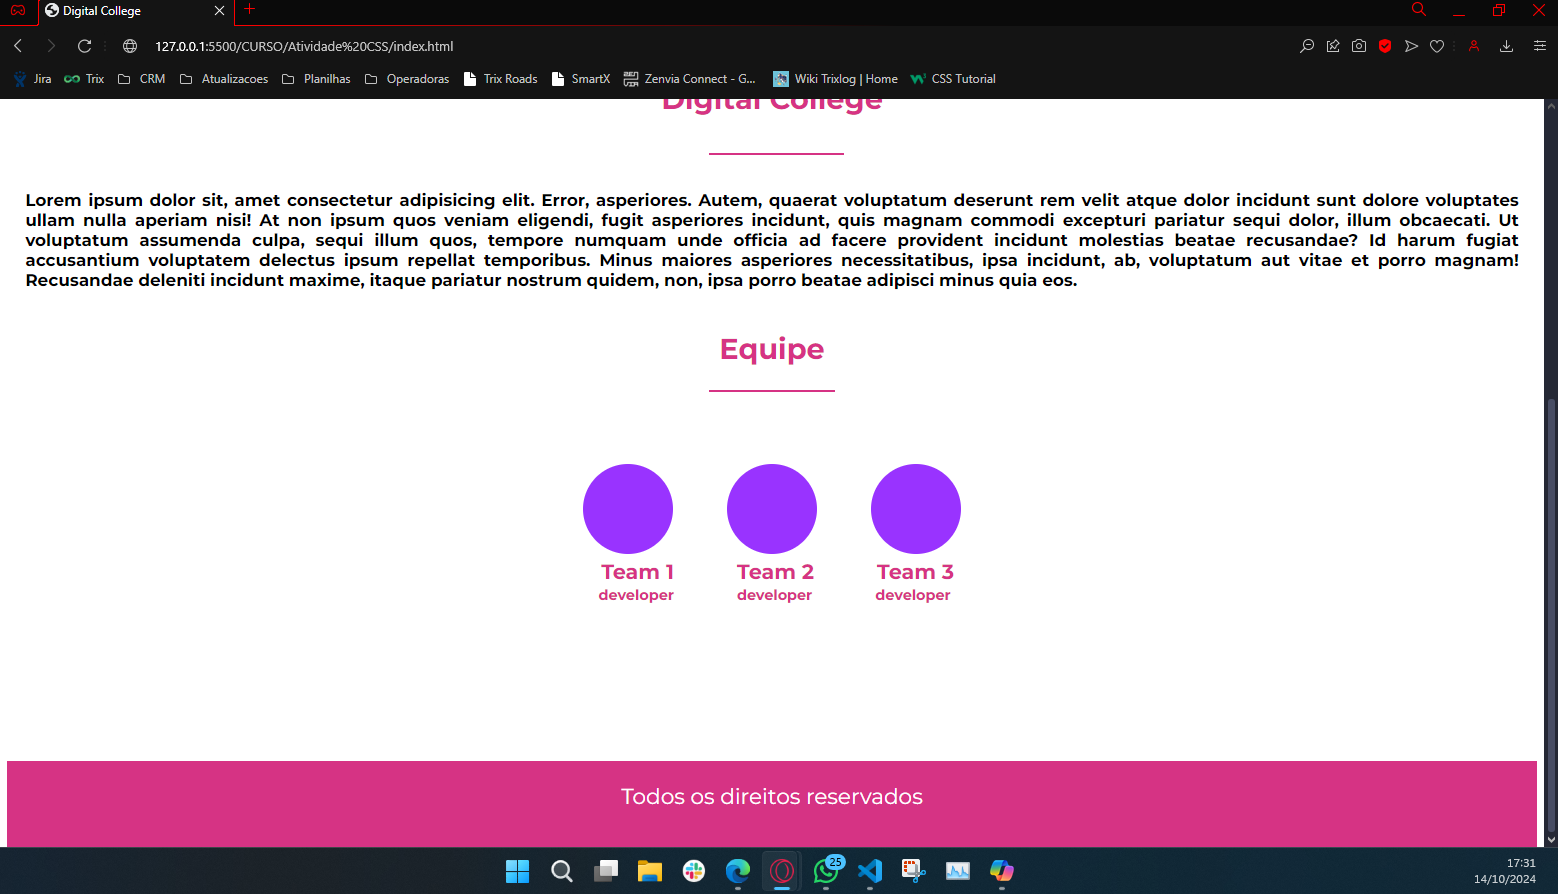 Digital College
127.0.0.1:5500/CURSO/Atividade%20CSS/index.html
Jira Trix CRM Atualizacoes Planilhas Operadoras Trix Roads SmartX Zenvia Connect - G... Wiki Trixlog | Home CSS Tutorial
Digital College
Lorem ipsum dolor sit, amet consectetur adipisicing elit. Error, asperiores. Autem, quaerat voluptatum deserunt rem velit atque dolor incidunt sunt dolore voluptates
ullam nulla aperiam nisi! At non ipsum quos veniam eligendi, fugit asperiores incidunt, quis magnam commodi excepturi pariatur sequi dolor, illum obcaecati. Ut
voluptatum assumenda culpa, sequi illum quos, tempore numquam unde officia ad facere provident incidunt molestias beatae recusandae? Id harum fugiat
accusantium voluptatem delectus ipsum repellat temporibus. Minus maiores asperiores necessitatibus, ipsa incidunt, ab, voluptatum aut vitae et porro magnam!
Recusandae deleniti incidunt maxime, itaque pariatur nostrum quidem, non, ipsa porro beatae adipisci minus quia eos.
Equipe
Team 1 Team 2 Team 3
developer developer developer
Todos os direitos reservados
25
17:31
14/10/2024